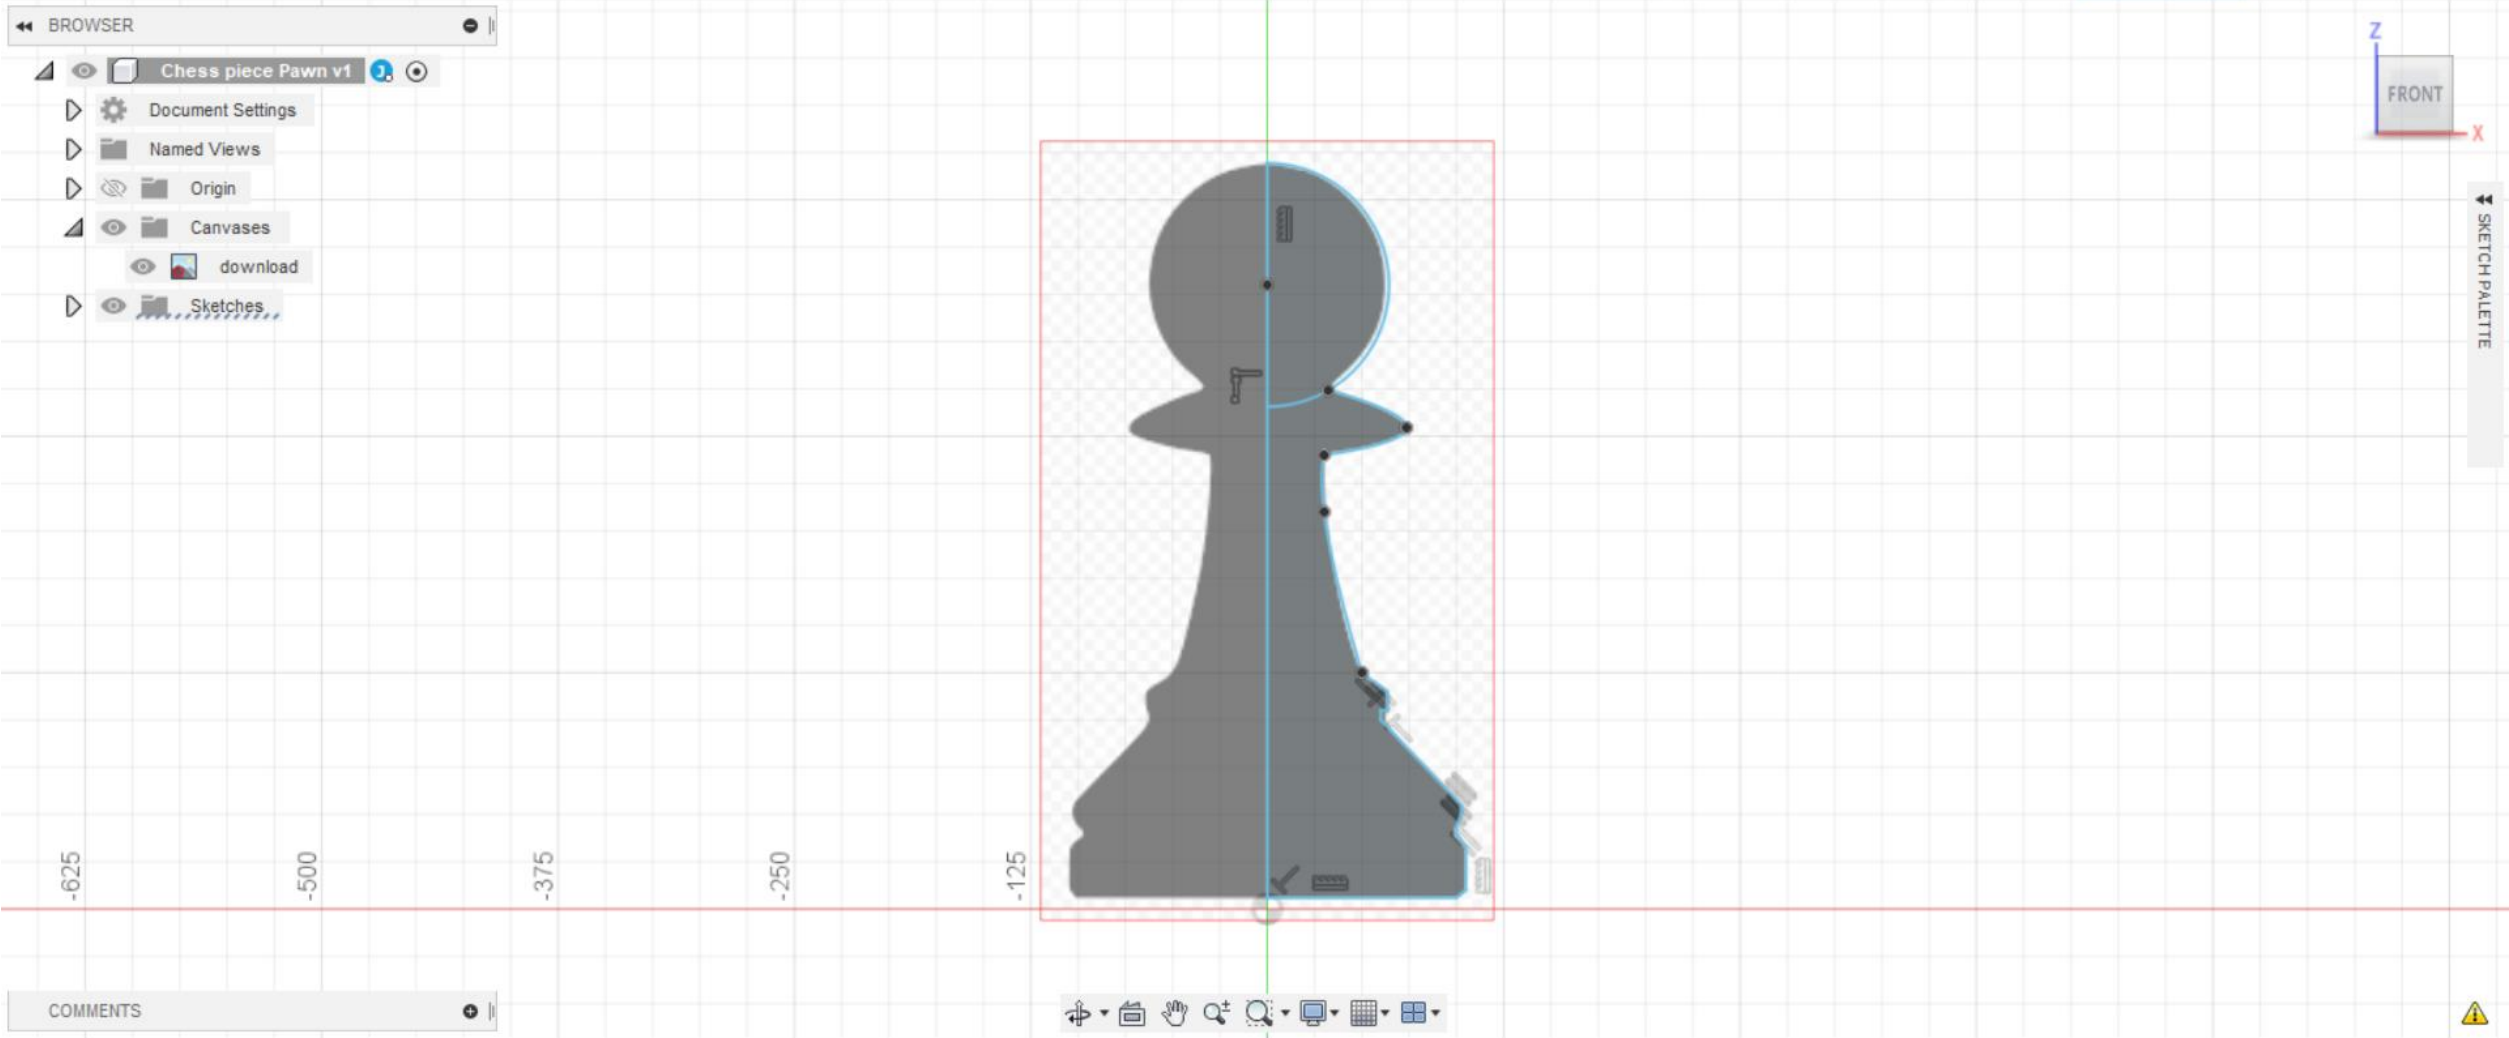 BROWSER
Chess piece Pawn v1
Document Settings
Named Views
Origin
Canvases
download
Sketches
Z
FRONT
X
SKETCH PALETTE
-625
-500
-375
-250
-125
COMMENTS